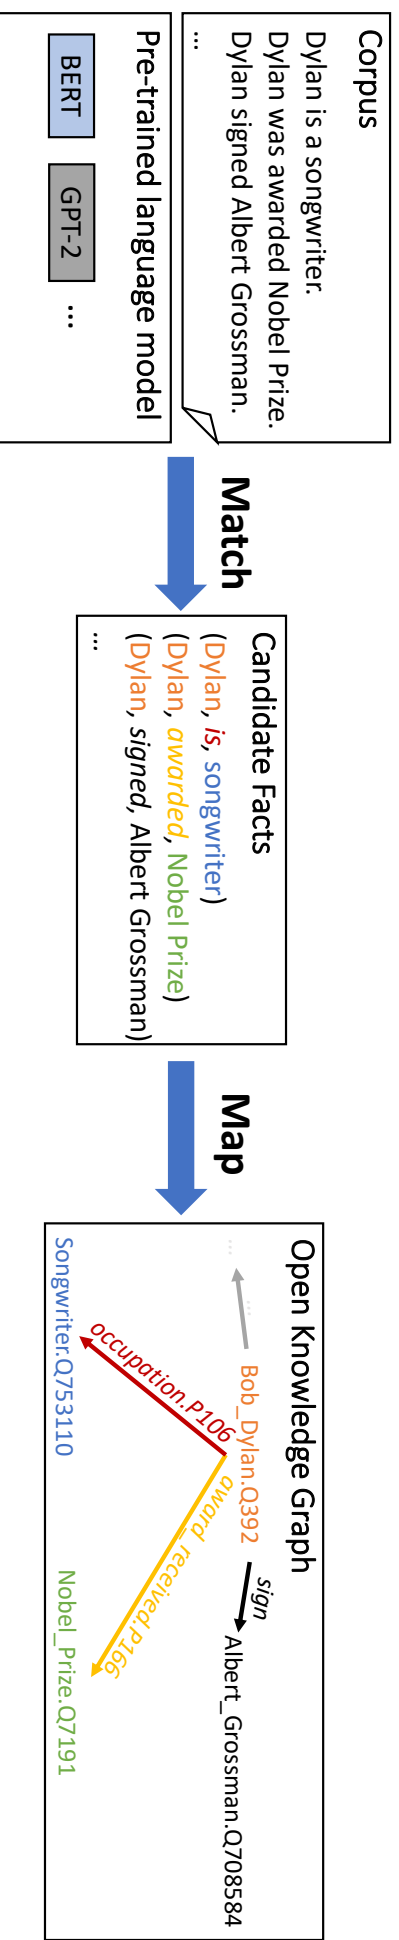 Corpus
Dylan is a songwriter.
Dylan was awarded Nobel Prize.
Dylan signed Albert Grossman.
...
Pre-trained language model
BERT
GPT-2
...
Match
Candidate Facts
(Dylan, is, songwriter)
(Dylan, awarded, Nobel Prize)
(Dylan, signed, Albert Grossman)
...
Map
Open Knowledge Graph
Bob_Dylan.Q392
sign
Albert_Grossman.Q708584
...
...
occupation.P106
award_received.P166
Songwriter.Q753110
Nobel_Prize.Q7191